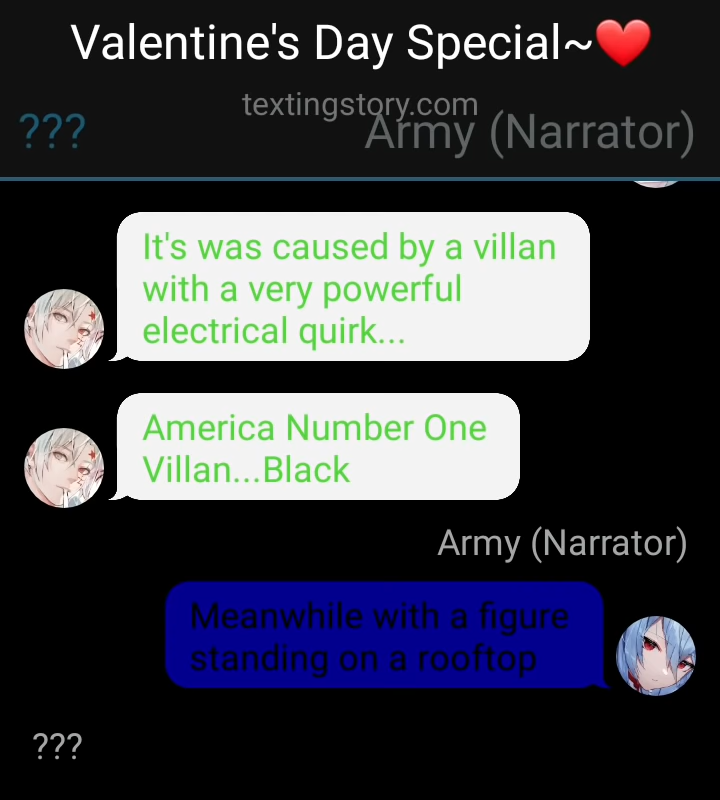 Valentine's Day Special~❤️
textingstory.com
???
Army (Narrator)
It's was caused by a villan
with a very powerful
electrical quirk...
America Number One
Villan...Black
Army (Narrator)
Meanwhile with a figure
standing on a rooftop
???